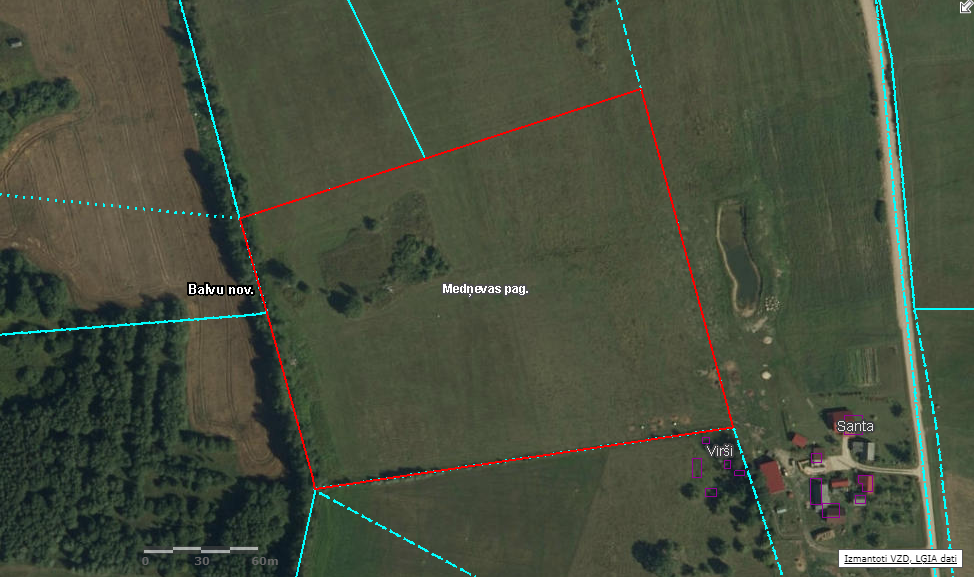 Balvu nov.
Medņevas pag.
Santa
Virši
0 30 60m
Izmantoti VZD, LGIA dati